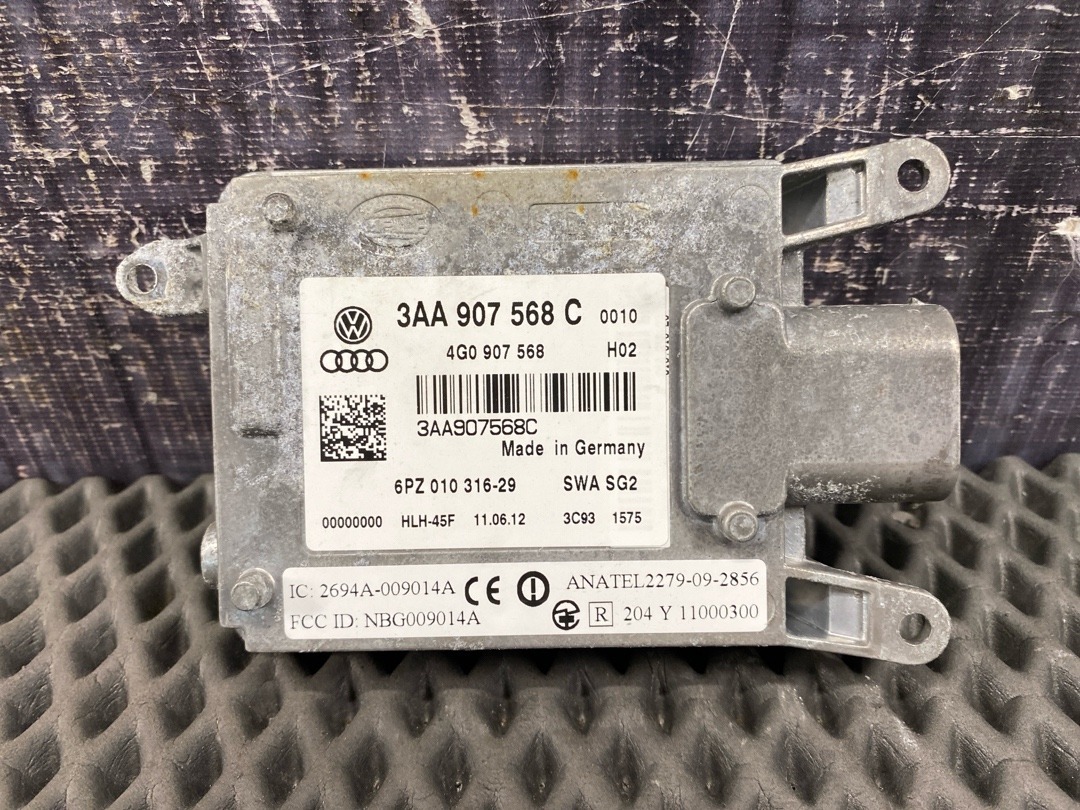 3AA 907 568 C 0010
4G0 907 568 H02
3AA907568C
Made in Germany
6PZ 010 316-29 SWA SG2
00000000 HLH-45F 11.06.12 3C93 1575
IC: 2694A-009014A CE ANATEL2279-09-2856
FCC ID: NBG009014A R 204 Y 11000300